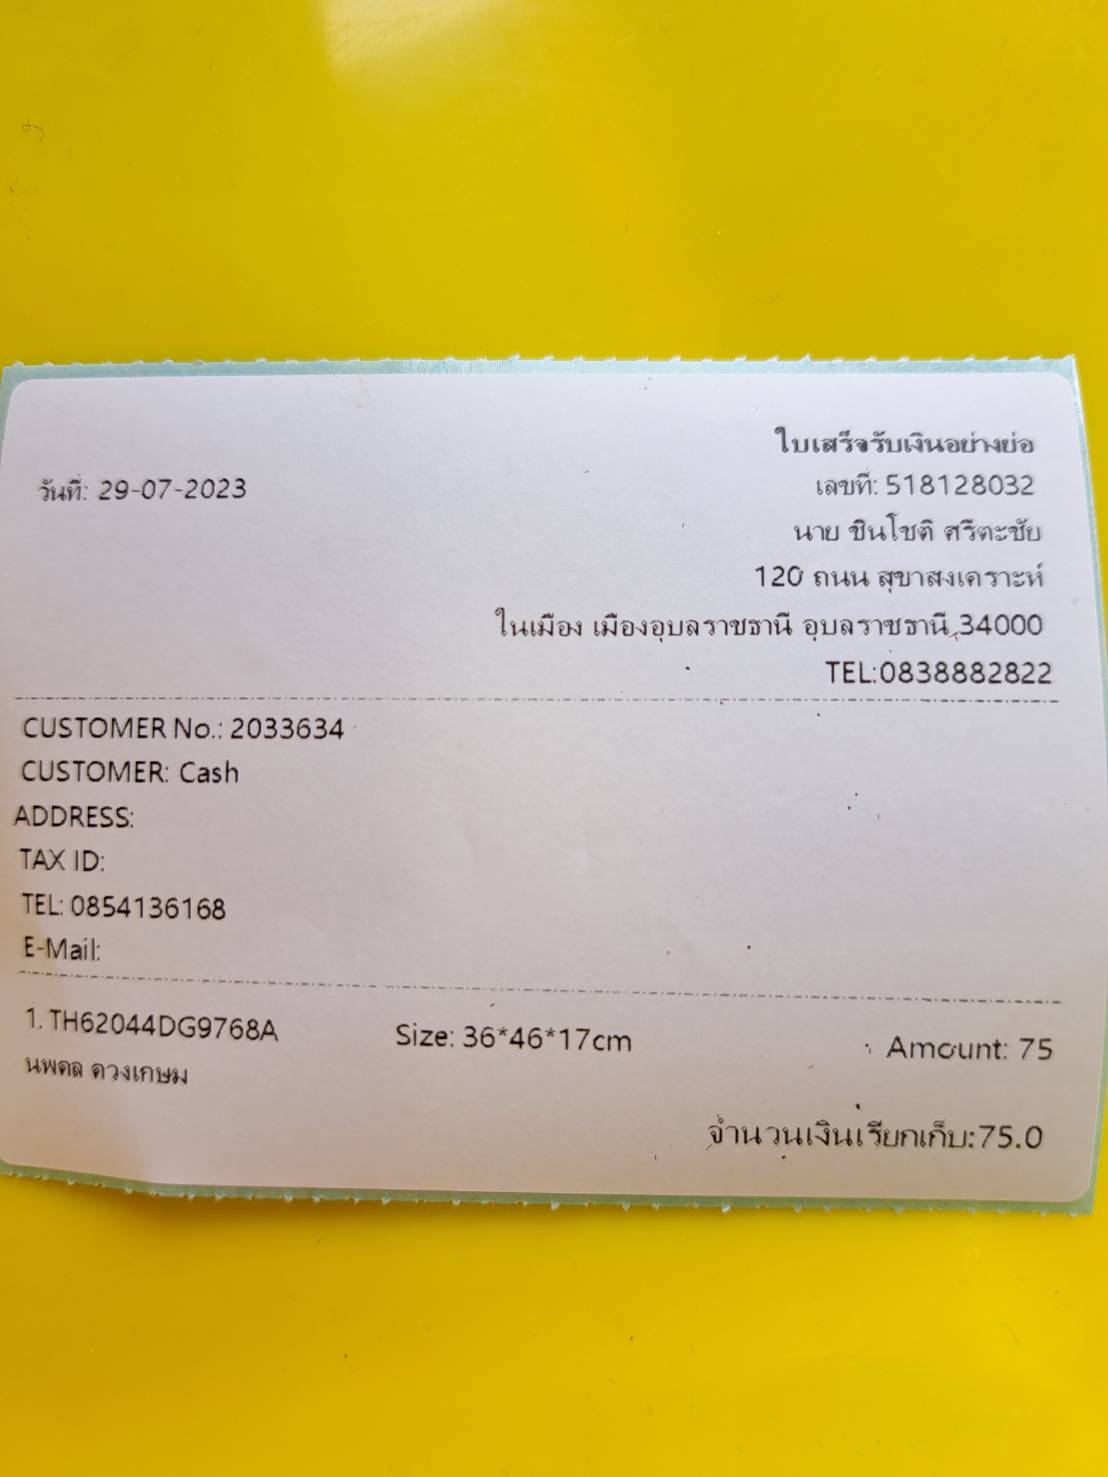 ใบเสร็จรับเงินอย่างย่อ
วันที่: 29-07-2023
เลขที่: 518128032
นาย ชินโชติ ศรีตะชัย
120 ถนน สุขาสงเคราะห์
ในเมือง เมืองอุบลราชธานี อุบลราชธานี 34000
TEL:0838882822
CUSTOMER No.: 2033634
CUSTOMER: Cash
ADDRESS:
TAX ID:
TEL: 0854136168
E-Mail:
1. TH62044DG9768A Size: 36*46*17cm Amount: 75
นพดล ดวงเกษม
จำนวนเงินเรียกเก็บ:75.0